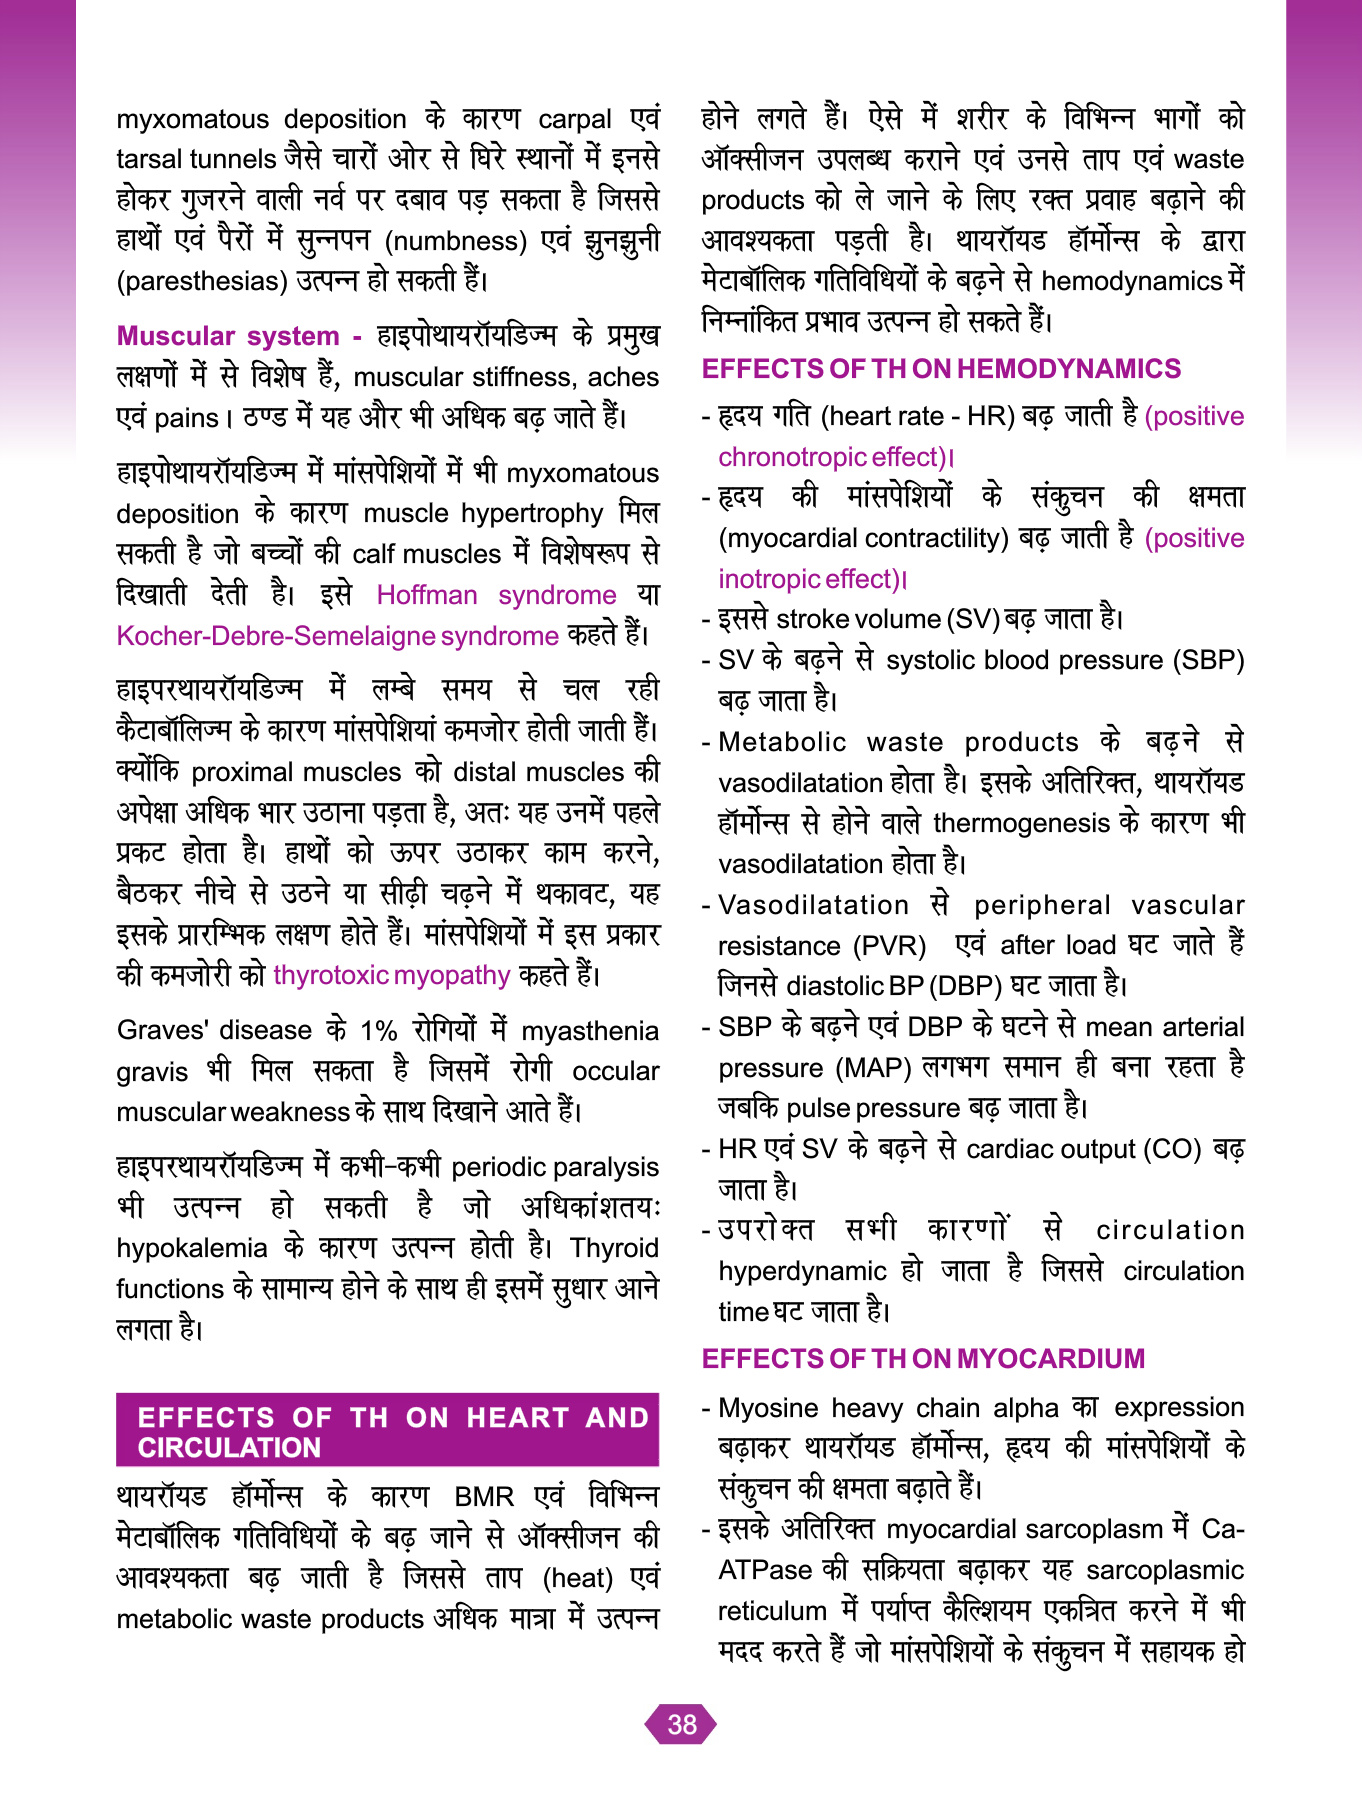 myxomatous deposition के कारण carpal एवं
tarsal tunnels जैसे चारों ओर से घिरे स्थानों में इनसे
होकर गुजरने वाली नर्व पर दबाव पड़ सकता है जिससे
हाथों एवं पैरों में सुन्नपन (numbness) एवं झुनझुनी
(paresthesias) उत्पन्न हो सकती हैं।
Muscular system - हाइपोथायरॉयडिज्म के प्रमुख
लक्षणों में से विशेष हैं, muscular stiffness, aches
एवं pains। ठण्ड में यह और भी अधिक बढ़ जाते हैं।
हाइपोथायरॉयडिज्म में मांसपेशियों में भी myxomatous
deposition के कारण muscle hypertrophy मिल
सकती है जो बच्चों की calf muscles में विशेषरूप से
दिखाती देती है। इसे Hoffman syndrome या
Kocher-Debre-Semelaigne syndrome कहते हैं।
हाइपरथायरॉयडिज्म में लम्बे समय से चल रही
कैटाबॉलिज्म के कारण मांसपेशियां कमजोर होती जाती हैं।
क्योंकि proximal muscles को distal muscles की
अपेक्षा अधिक भार उठाना पड़ता है, अतः यह उनमें पहले
प्रकट होता है। हाथों को ऊपर उठाकर काम करने,
बैठकर नीचे से उठने या सीढ़ी चढ़ने में थकावट, यह
इसके प्रारम्भिक लक्षण होते हैं। मांसपेशियों में इस प्रकार
की कमजोरी को thyrotoxic myopathy कहते हैं।
Graves' disease के 1% रोगियों में myasthenia
gravis भी मिल सकता है जिसमें रोगी occular
muscular weakness के साथ दिखाने आते हैं।
हाइपरथायरॉयडिज्म में कभी-कभी periodic paralysis
भी उत्पन्न हो सकती है जो अधिकांशतयः
hypokalemia के कारण उत्पन्न होती है। Thyroid
functions के सामान्य होने के साथ ही इसमें सुधार आने
लगता है।
EFFECTS OF TH ON HEART AND
CIRCULATION
थायरॉयड हॉर्मोन्स के कारण BMR एवं विभिन्न
मेटाबॉलिक गतिविधियों के बढ़ जाने से ऑक्सीजन की
आवश्यकता बढ़ जाती है जिससे ताप (heat) एवं
metabolic waste products अधिक मात्रा में उत्पन्न
होने लगते हैं। ऐसे में शरीर के विभिन्न भागों को
ऑक्सीजन उपलब्ध कराने एवं उनसे ताप एवं waste
products को ले जाने के लिए रक्त प्रवाह बढ़ाने की
आवश्यकता पड़ती है। थायरॉयड हॉर्मोन्स के द्वारा
मेटाबॉलिक गतिविधियों के बढ़ने से hemodynamics में
निम्नांकित प्रभाव उत्पन्न हो सकते हैं।
EFFECTS OF TH ON HEMODYNAMICS
- हृदय गति (heart rate - HR) बढ़ जाती है (positive
chronotropic effect)।
- हृदय की मांसपेशियों के संकुचन की क्षमता
(myocardial contractility) बढ़ जाती है (positive
inotropic effect)।
- इससे stroke volume (SV) बढ़ जाता है।
- SV के बढ़ने से systolic blood pressure (SBP)
बढ़ जाता है।
- Metabolic waste products के बढ़ने से
vasodilatation होता है। इसके अतिरिक्त, थायरॉयड
हॉर्मोन्स से होने वाले thermogenesis के कारण भी
vasodilatation होता है।
- Vasodilatation से peripheral vascular
resistance (PVR) एवं after load घट जाते हैं
जिनसे diastolic BP (DBP) घट जाता है।
- SBP के बढ़ने एवं DBP के घटने से mean arterial
pressure (MAP) लगभग समान ही बना रहता है
जबकि pulse pressure बढ़ जाता है।
- HR एवं SV के बढ़ने से cardiac output (CO) बढ़
जाता है।
- उपरोक्त सभी कारणों से circulation
hyperdynamic हो जाता है जिससे circulation
time घट जाता है।
EFFECTS OF TH ON MYOCARDIUM
- Myosine heavy chain alpha का expression
बढ़ाकर थायरॉयड हॉर्मोन्स, हृदय की मांसपेशियों के
संकुचन की क्षमता बढ़ाते हैं।
- इसके अतिरिक्त myocardial sarcoplasm में Ca-
ATPase की सक्रियता बढ़ाकर यह sarcoplasmic
reticulum में पर्याप्त कैल्शियम एकत्रित करने में भी
मदद करते हैं जो मांसपेशियों के संकुचन में सहायक हो
38